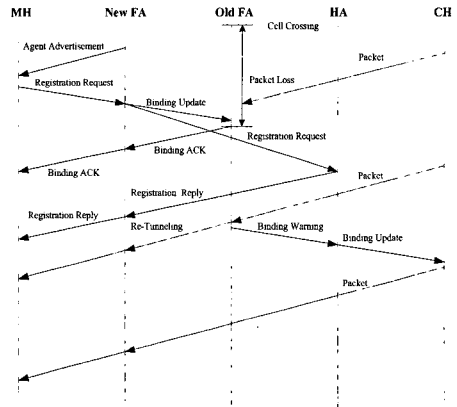 MH New FA Old FA HA CH
Cell Crossing
Agent Advertisement
Packet
Packet Loss
Registration Request
Binding Update
Registration Request
Binding ACK
Binding ACK
Packet
Registration Reply
Registration Reply
Re-Tunneling
Binding Warning
Binding Update
Packet